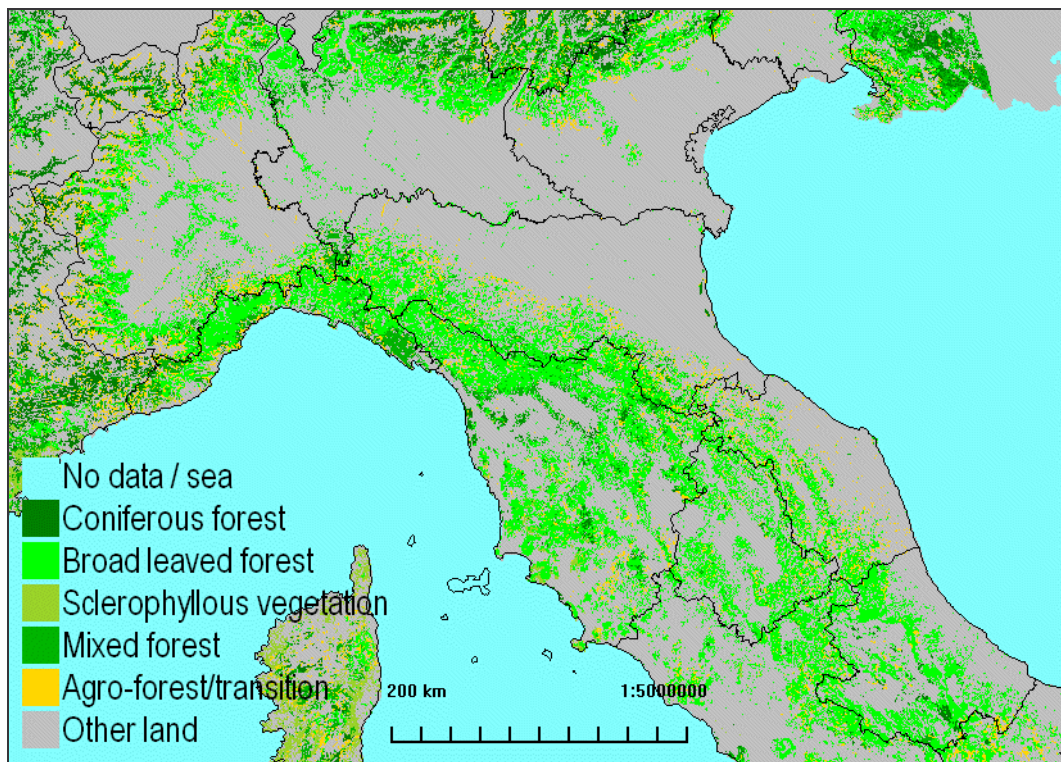 No data / sea
Coniferous forest
Broad leaved forest
Sclerophyllous vegetation
Mixed forest
Agro-forest/transition
Other land
200 km
1:5000000